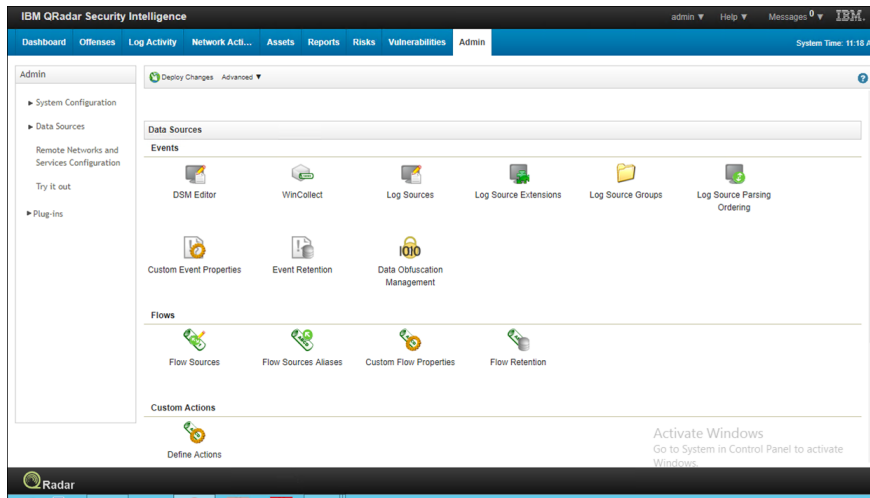 IBM QRadar Security Intelligence
admin ▼ Help ▼ Messages 0 ▼ IBM.
Dashboard Offenses Log Activity Network Acti... Assets Reports Risks Vulnerabilities Admin System Time: 11:18 A
Admin
Deploy Changes Advanced ▼
System Configuration
Data Sources
Remote Networks and
Services Configuration
Try it out
Plug-ins
Data Sources
Events
DSM Editor WinCollect Log Sources Log Source Extensions Log Source Groups Log Source Parsing
Ordering
Custom Event Properties Event Retention Data Obfuscation
Management
1010
Flows
Flow Sources Flow Sources Aliases Custom Flow Properties Flow Retention
Custom Actions
Define Actions
Activate Windows
Go to System in Control Panel to activate
Windows.
QRadar